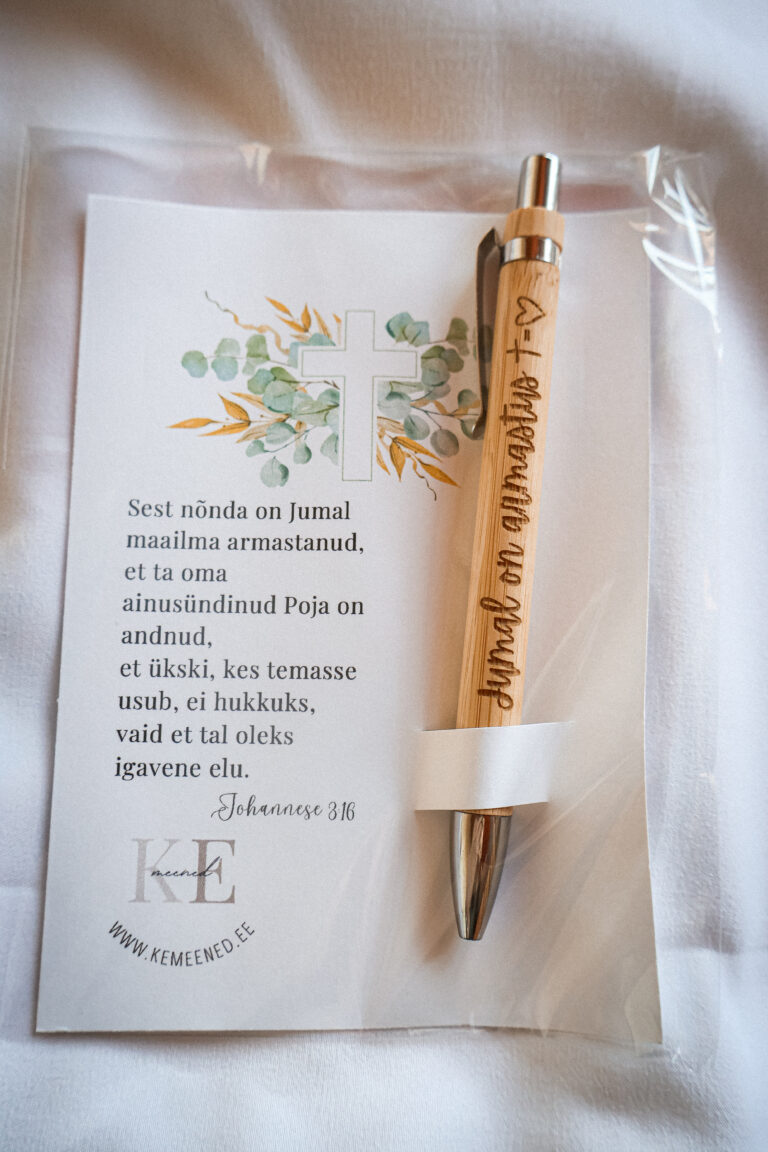 Sest nõnda on Jumal
maailma armastanud,
et ta oma
ainusündinud Poja on
andnud,
et ükski, kes temasse
usub, ei hukkuks,
vaid et tal oleks
igavene elu.
Johannese 3:16
KE
meened
WWW.KEMEENED.EE
Jumal on armastus †=♡